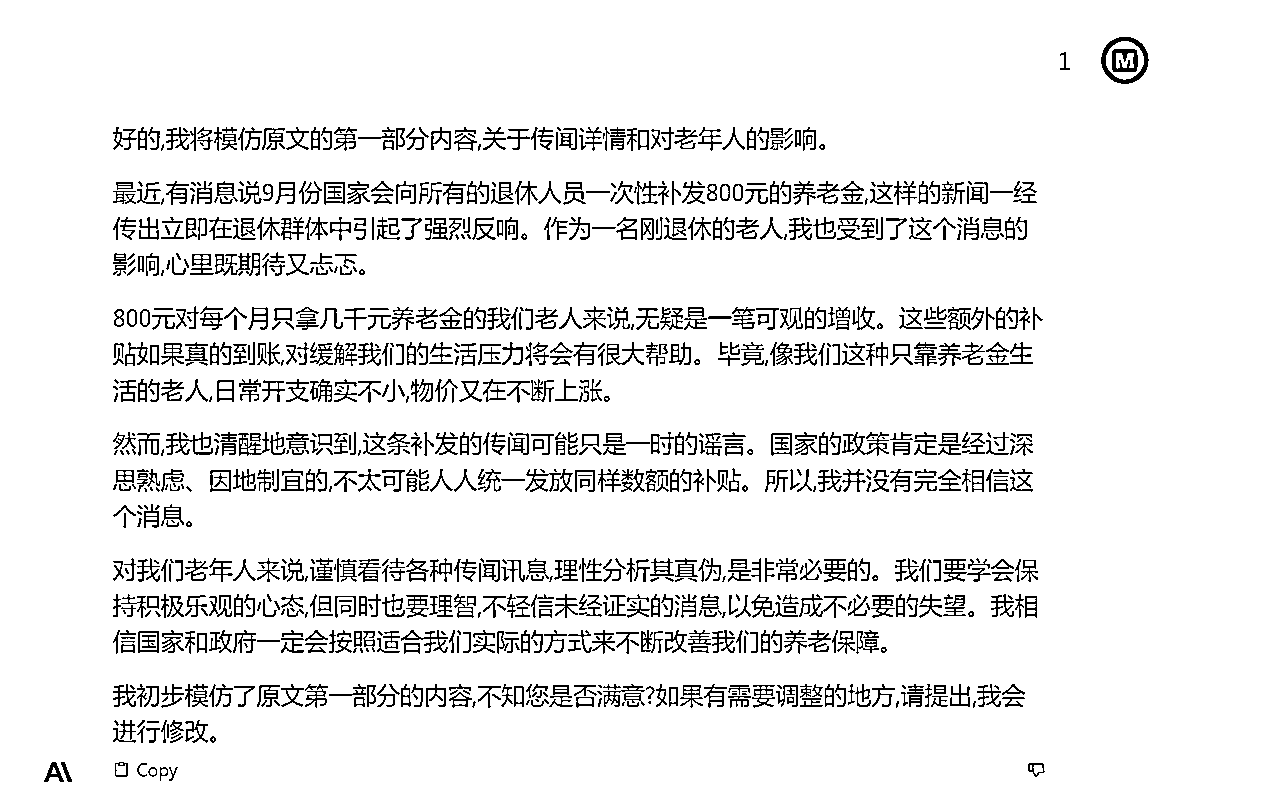 1
M
好的,我将模仿原文的第一部分内容,关于传闻详情和对老年人的影响。
最近,有消息说9月份国家会向所有的退休人员一次性补发800元的养老金,这样的新闻一经
传出立即在退休群体中引起了强烈反响。作为一名刚退休的老人,我也受到了这个消息的
影响,心里既期待又忐忑。
800元对每个月只拿几千元养老金的我们老人来说,无疑是一笔可观的增收。这些额外的补
贴如果真的到账,对缓解我们的生活压力将会有很大帮助。毕竟,像我们这种只靠养老金生
活的老人,日常开支确实不小,物价又在不断上涨。
然而,我也清醒地意识到,这条补发的传闻可能只是一时的谣言。国家的政策肯定是经过深
思熟虑、因地制宜的,不太可能人人统一发放同样数额的补贴。所以,我并没有完全相信这
个消息。
对我们老年人来说,谨慎看待各种传闻讯息,理性分析其真伪,是非常必要的。我们要学会保
持积极乐观的心态,但同时也要理智,不轻信未经证实的消息,以免造成不必要的失望。我相
信国家和政府一定会按照适合我们实际的方式来不断改善我们的养老保障。
我初步模仿了原文第一部分的内容,不知您是否满意?如果有需要调整的地方,请提出,我会
进行修改。
A\ Copy